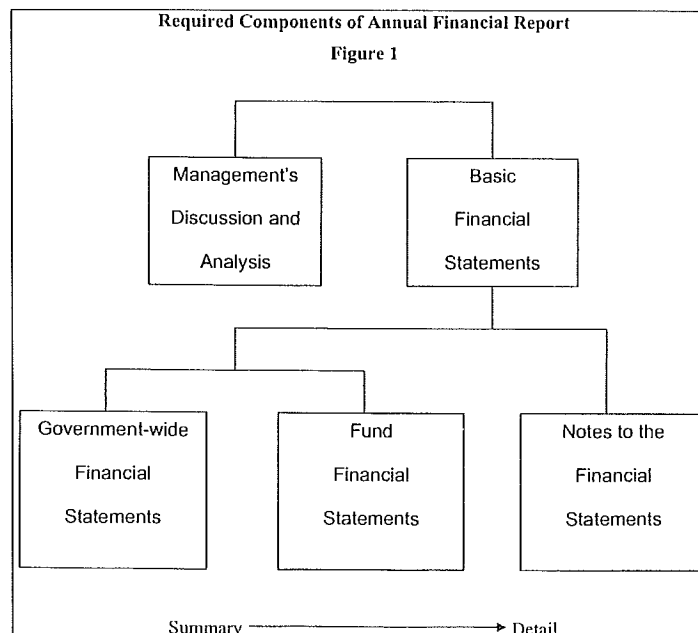 Required Components of Annual Financial Report
Figure 1
Management's
Discussion and
Analysis
Basic
Financial
Statements
Government-wide
Financial
Statements
Fund
Financial
Statements
Notes to the
Financial
Statements
Summary
Detail